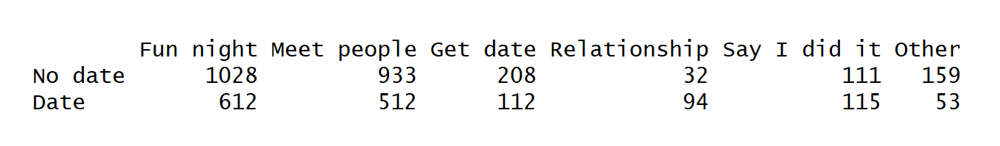 Fun night Meet people Get date Relationship Say I did it Other
No date 1028 933 208 32 111 159
Date 612 512 112 94 115 53